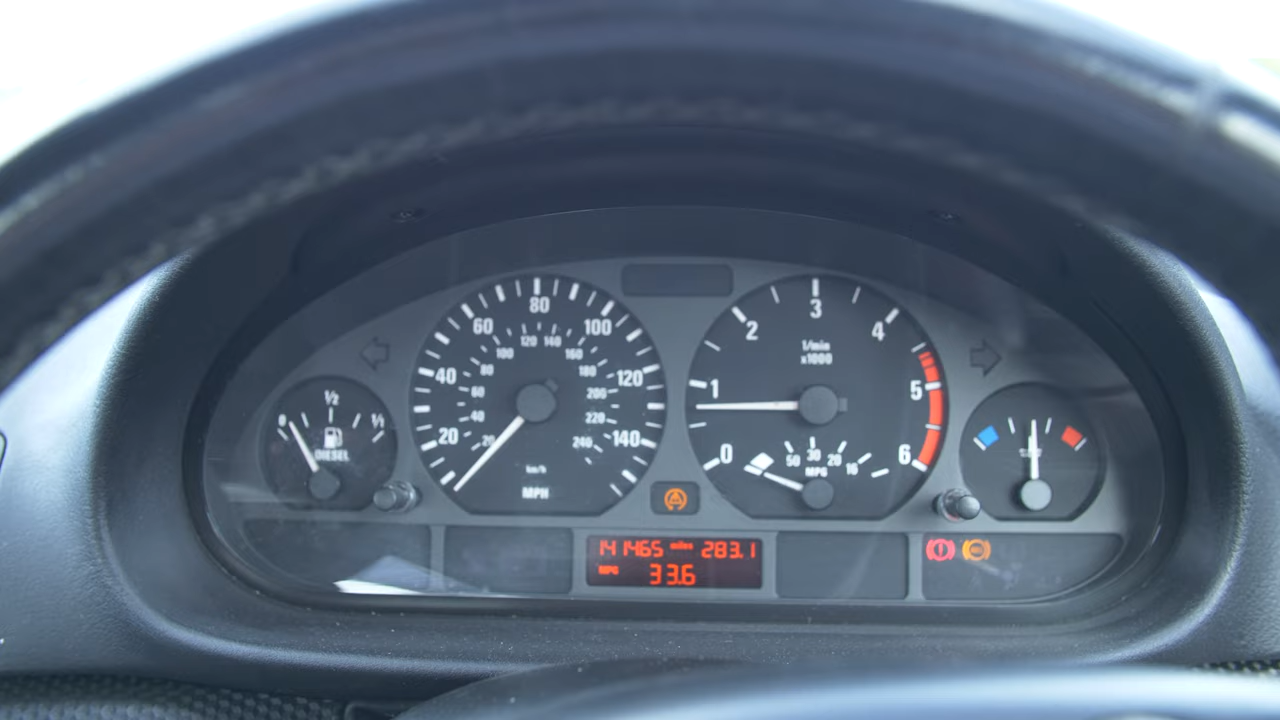 0 1/2 1/1
DIESEL
20 40 60 80 100 120 140
20 40 60 80 100 120 140 160 180 200 220 240
km/h
MPH
0 1 2 3 4 5 6
1/min
x1000
50 30 20 16
MPG
141465 miles 283.1
MPG 33.6